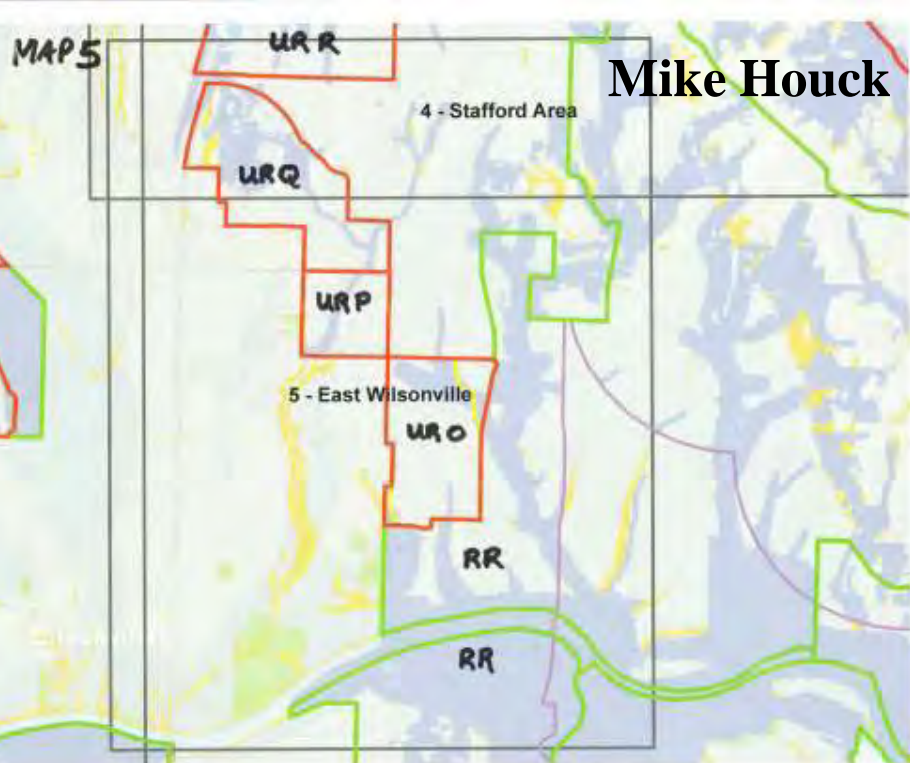 URR
MAP 5
Mike Houck
4 - Stafford Area
URQ
URP
5 - East Wilsonville
URO
RR
RR